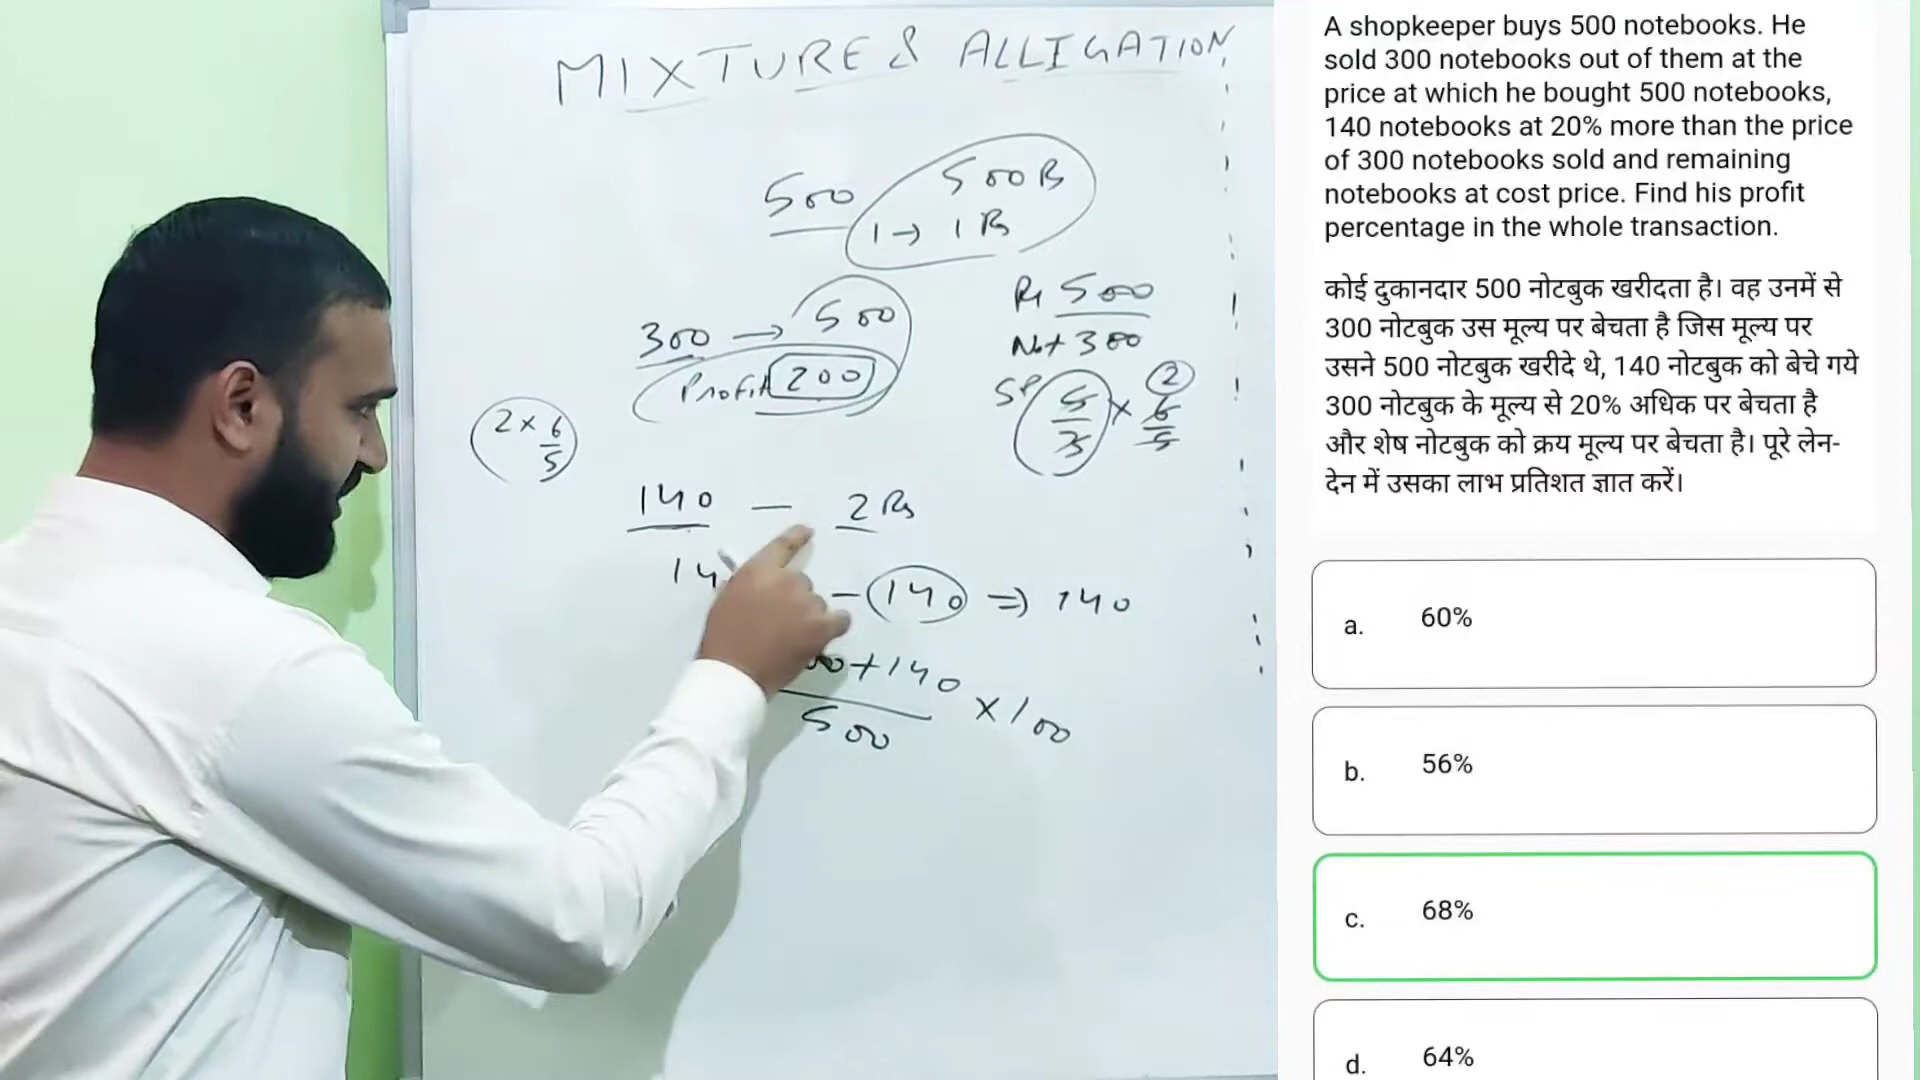 MIXTURE & ALLIGATION
500
500 Rs
1 → 1 Rs
300 → 500
Profit 200
Rs 500
Not 300
SP 5/3 × 6/5
2
2 × 6/5
140 — 2 Rs
14
- 140 => 140
+140
500
×100
A shopkeeper buys 500 notebooks. He
sold 300 notebooks out of them at the
price at which he bought 500 notebooks,
140 notebooks at 20% more than the price
of 300 notebooks sold and remaining
notebooks at cost price. Find his profit
percentage in the whole transaction.
कोई दुकानदार 500 नोटबुक खरीदता है। वह उनमें से
300 नोटबुक उस मूल्य पर बेचता है जिस मूल्य पर
उसने 500 नोटबुक खरीदे थे, 140 नोटबुक को बेचे गये
300 नोटबुक के मूल्य से 20% अधिक पर बेचता है
और शेष नोटबुक को क्रय मूल्य पर बेचता है। पूरे लेन-
देन में उसका लाभ प्रतिशत ज्ञात करें।
a. 60%
b. 56%
c. 68%
d. 64%